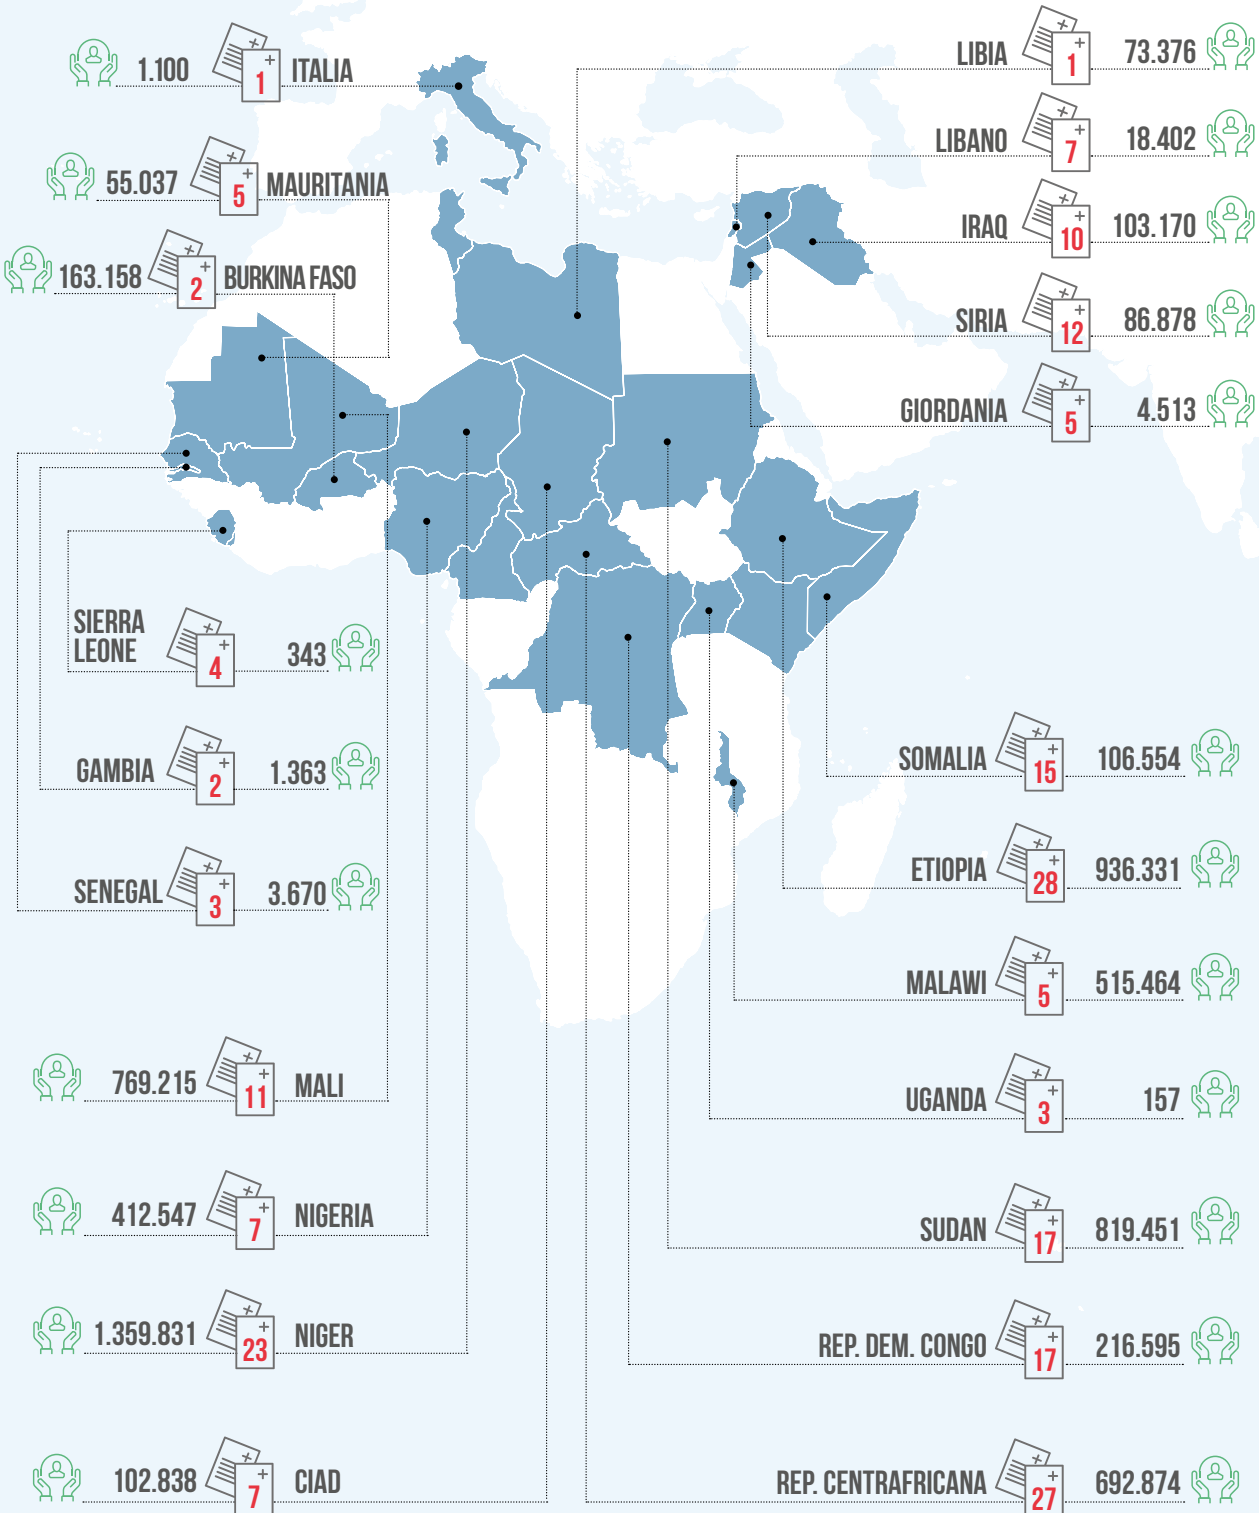 1.100 1 ITALIA
55.037 5 MAURITANIA
163.158 2 BURKINA FASO
SIERRA
LEONE 4 343
GAMBIA 2 1.363
SENEGAL 3 3.670
769.215 11 MALI
412.547 7 NIGERIA
1.359.831 23 NIGER
102.838 7 CIAD
LIBIA 1 73.376
LIBANO 7 18.402
IRAQ 10 103.170
SIRIA 12 86.878
GIORDANIA 5 4.513
SOMALIA 15 106.554
ETIOPIA 28 936.331
MALAWI 5 515.464
UGANDA 3 157
SUDAN 17 819.451
REP. DEM. CONGO 17 216.595
REP. CENTRAFRICANA 27 692.874